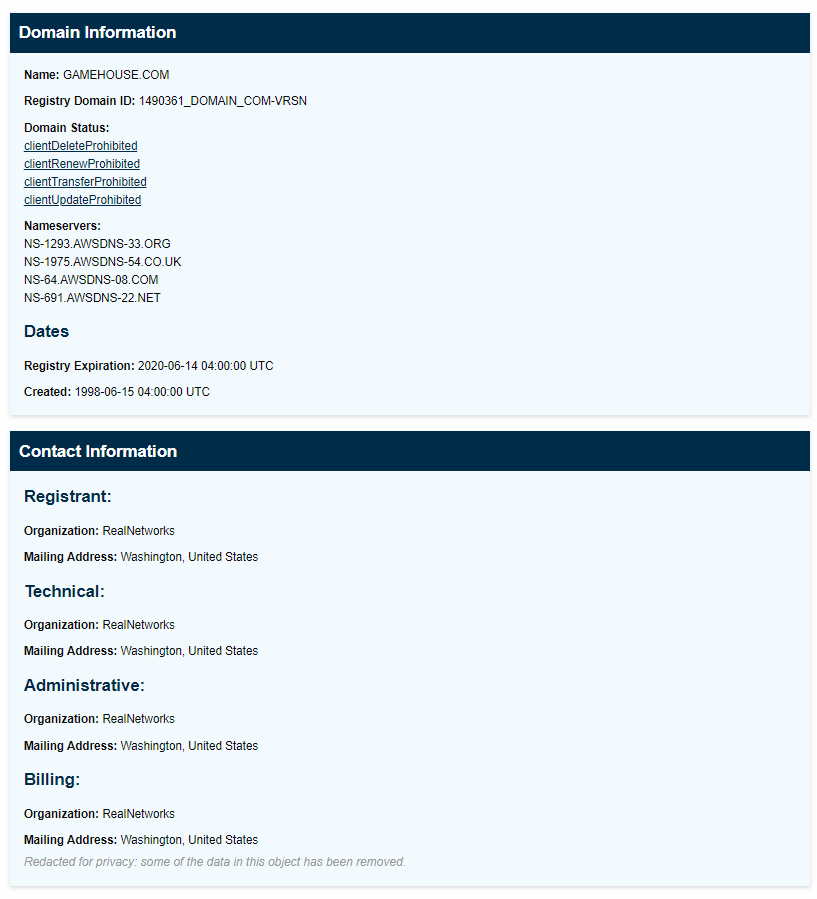 Domain Information
Name: GAMEHOUSE.COM
Registry Domain ID: 1490361_DOMAIN_COM-VRSN
Domain Status:
clientDeleteProhibited
clientRenewProhibited
clientTransferProhibited
clientUpdateProhibited
Nameservers:
NS-1293.AWSDNS-33.ORG
NS-1975.AWSDNS-54.CO.UK
NS-64.AWSDNS-08.COM
NS-691.AWSDNS-22.NET
Dates
Registry Expiration: 2020-06-14 04:00:00 UTC
Created: 1998-06-15 04:00:00 UTC
Contact Information
Registrant:
Organization: RealNetworks
Mailing Address: Washington, United States
Technical:
Organization: RealNetworks
Mailing Address: Washington, United States
Administrative:
Organization: RealNetworks
Mailing Address: Washington, United States
Billing:
Organization: RealNetworks
Mailing Address: Washington, United States
Redacted for privacy: some of the data in this object has been removed.